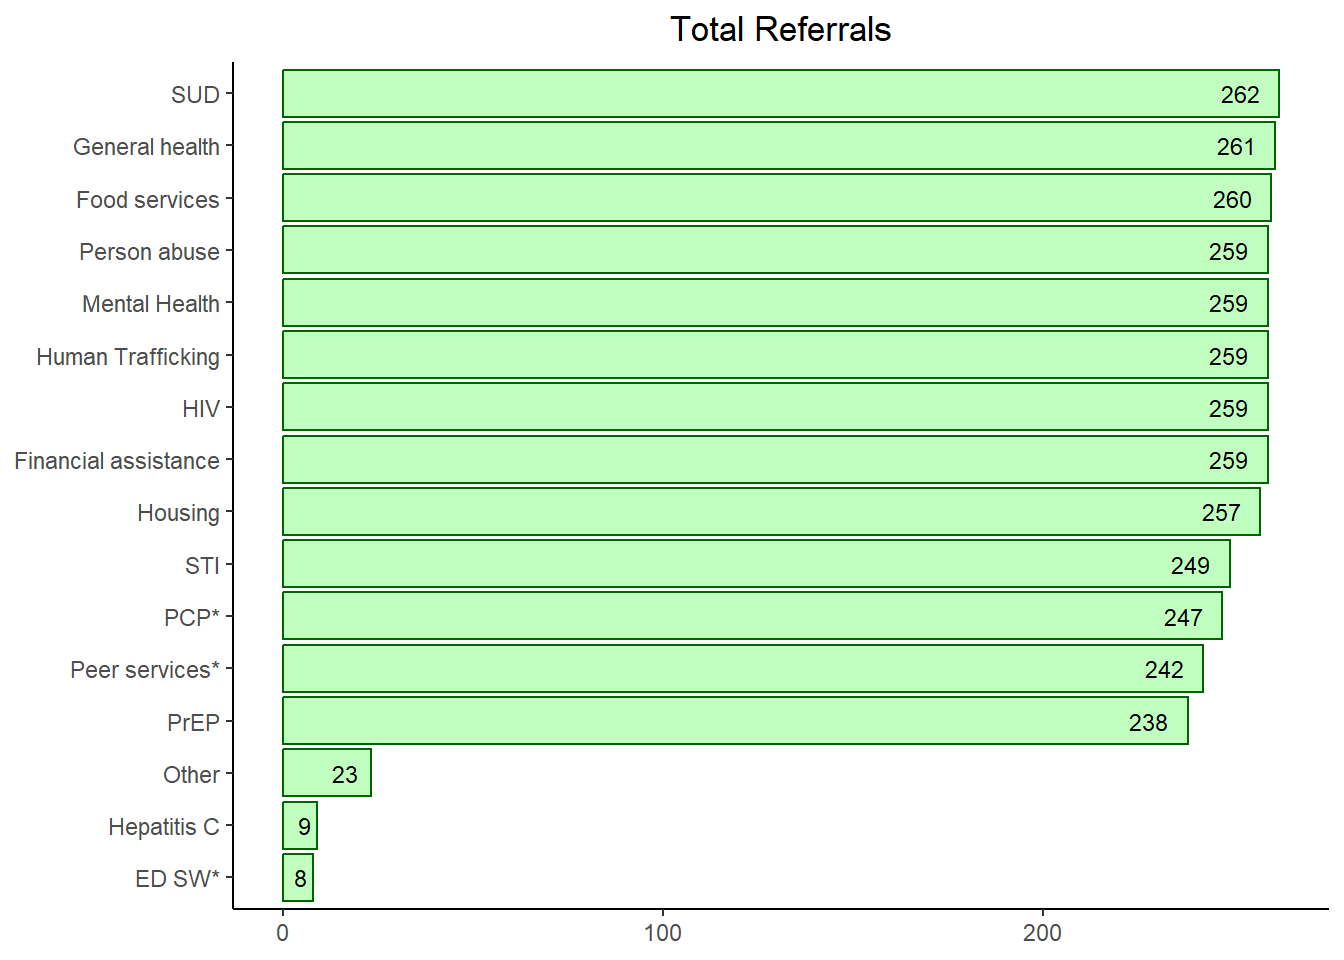 Total Referrals
SUD 262
General health 261
Food services 260
Person abuse 259
Mental Health 259
Human Trafficking 259
HIV 259
Financial assistance 259
Housing 257
STI 249
PCP* 247
Peer services* 242
PrEP 238
Other 23
Hepatitis C 9
ED SW* 8
0 100 200